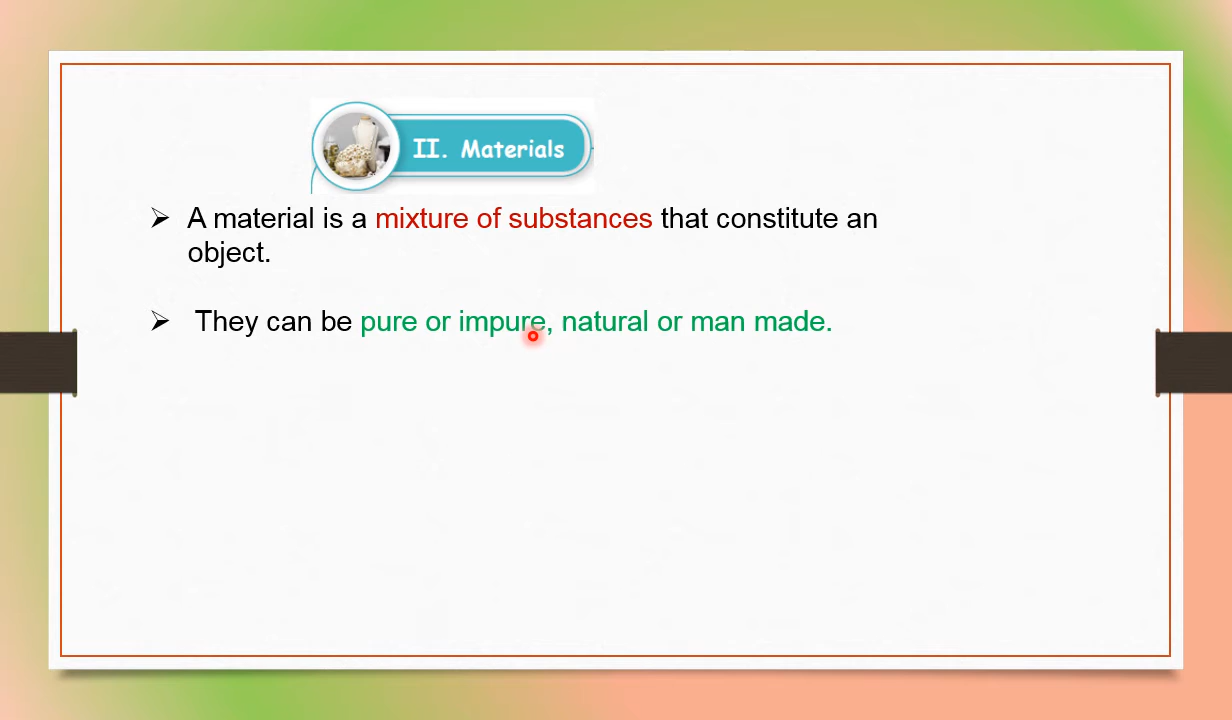 II. Materials
A material is a mixture of substances that constitute an
object.
They can be pure or impure, natural or man made.